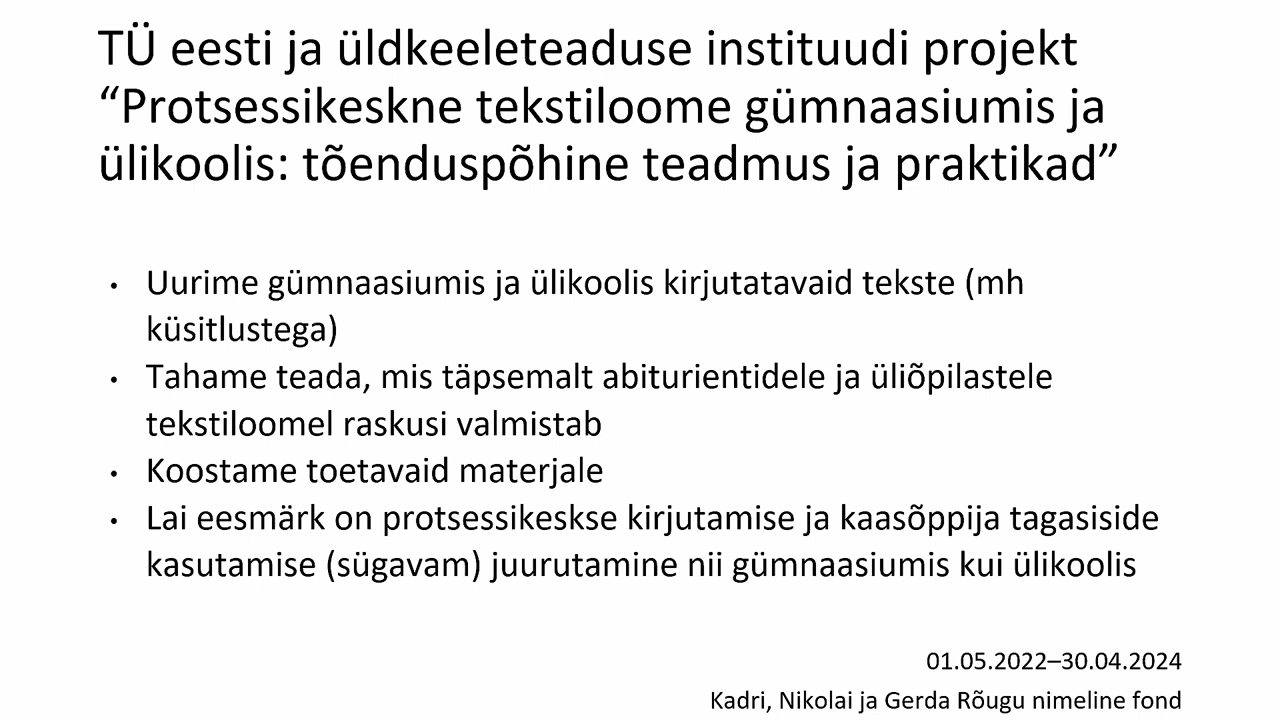 TÜ eesti ja üldkeeleteaduse instituudi projekt
“Protsessikeskne tekstiloome gümnaasiumis ja
ülikoolis: tõenduspõhine teadmus ja praktikad”
• Uurime gümnaasiumis ja ülikoolis kirjutatavaid tekste (mh
küsitlustega)
• Tahame teada, mis täpsemalt abiturientidele ja üliõpilastele
tekstiloomel raskusi valmistab
• Koostame toetavaid materjale
• Lai eesmärk on protsessikeskse kirjutamise ja kaasõppija tagasiside
kasutamise (sügavam) juurutamine nii gümnaasiumis kui ülikoolis
01.05.2022–30.04.2024
Kadri, Nikolai ja Gerda Rõugu nimeline fond